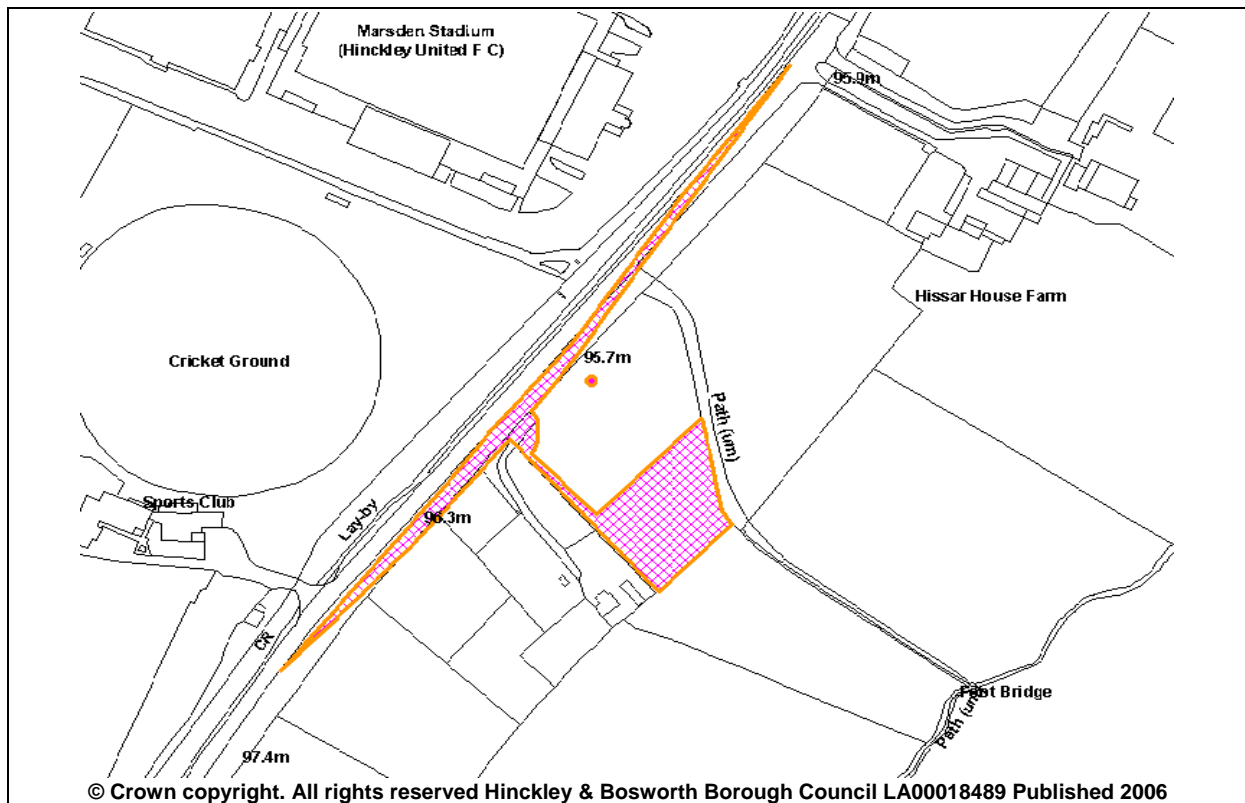 Marsden Stadium
(Hinckley United F C)
95.9m
Hissar House Farm
95.7m
Cricket Ground
Path (um)
Sports Club
Lay-by
96.3m
CR
Foot Bridge
Path (um)
97.4m
© Crown copyright. All rights reserved Hinckley & Bosworth Borough Council LA00018489 Published 2006